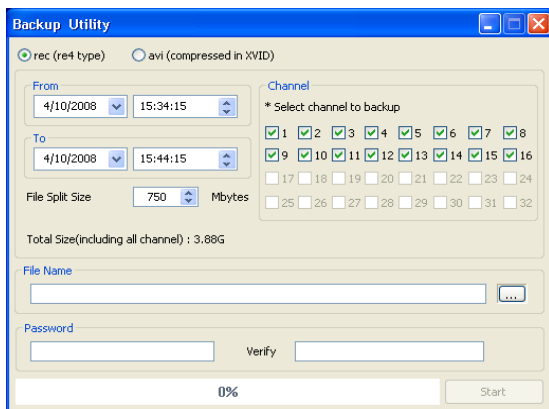 Backup Utility
rec (re4 type) avi (compressed in XVID)
From
4/10/2008 15:34:15
To
4/10/2008 15:44:15
File Split Size 750 Mbytes
Total Size(including all channel) : 3.88G
Channel
* Select channel to backup
1 2 3 4 5 6 7 8
9 10 11 12 13 14 15 16
17 18 19 20 21 22 23 24
25 26 27 28 29 30 31 32
File Name
...
Password
Verify
0% Start